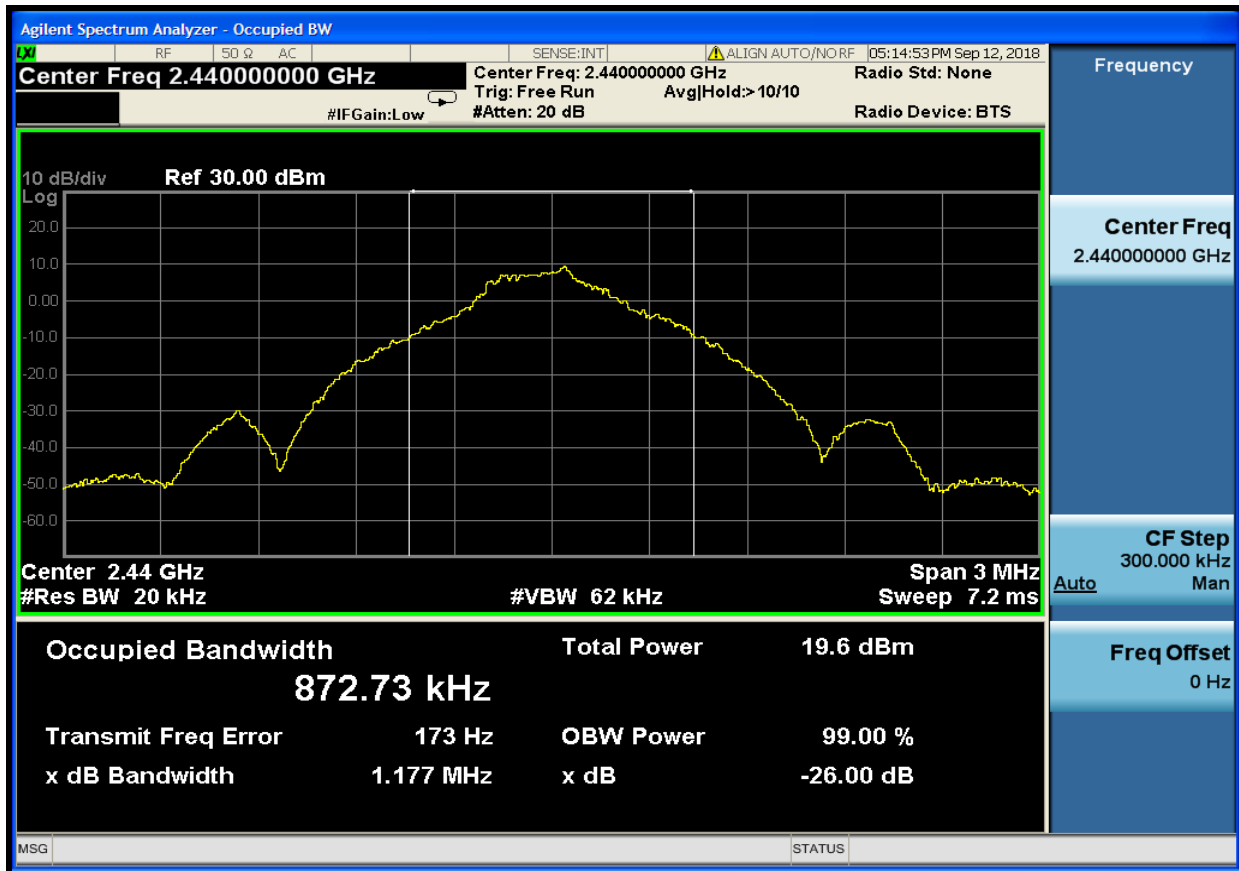 Agilent Spectrum Analyzer - Occupied BW
LXI RF 50 Ω AC SENSE:INT ALIGN AUTO/NO RF 05:14:53 PM Sep 12, 2018
Center Freq 2.440000000 GHz
Center Freq: 2.440000000 GHz Radio Std: None
Trig: Free Run Avg|Hold:> 10/10
#IFGain:Low #Atten: 20 dB Radio Device: BTS
10 dB/div Ref 30.00 dBm
Log
20.0
10.0
0.00
-10.0
-20.0
-30.0
-40.0
-50.0
-60.0
Center 2.44 GHz Span 3 MHz
#Res BW 20 kHz #VBW 62 kHz Sweep 7.2 ms
Occupied Bandwidth Total Power 19.6 dBm
872.73 kHz
Transmit Freq Error 173 Hz OBW Power 99.00 %
x dB Bandwidth 1.177 MHz x dB -26.00 dB
MSG STATUS
Frequency
Center Freq
2.440000000 GHz
CF Step
300.000 kHz
Auto Man
Freq Offset
0 Hz